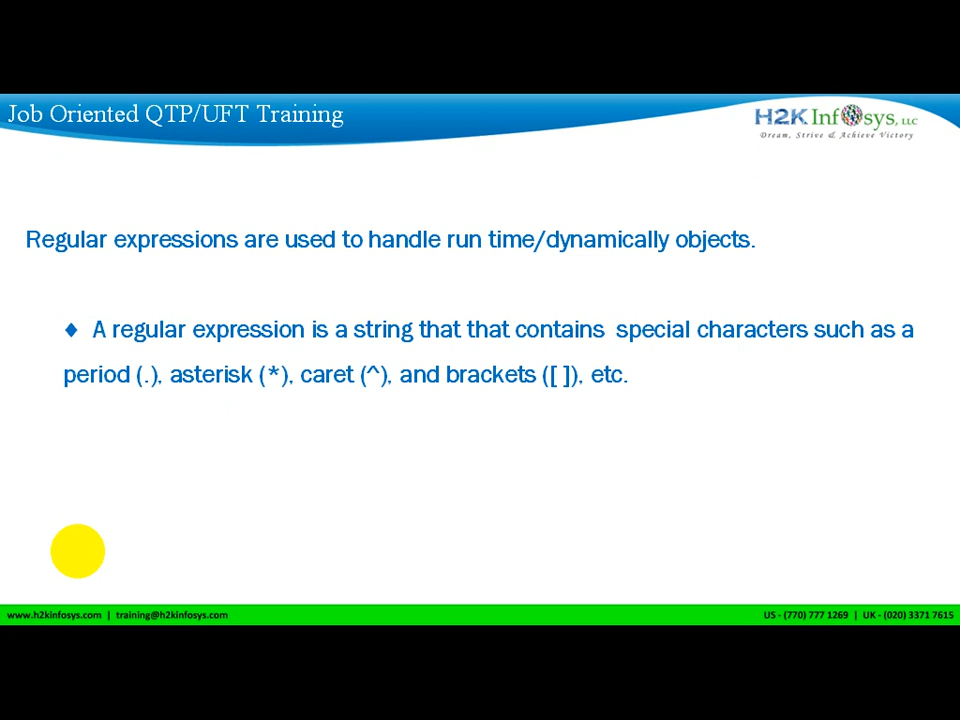 Job Oriented QTP/UFT Training
H2K Infosys, LLC
Dream, Strive & Achieve Victory
Regular expressions are used to handle run time/dynamically objects.
♦ A regular expression is a string that that contains special characters such as a
period (.), asterisk (*), caret (^), and brackets ([ ]), etc.
www.h2kinfosys.com | training@h2kinfosys.com
US - (770) 777 1269 | UK - (020) 3371 7615